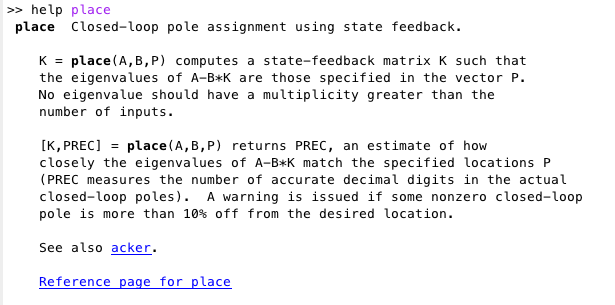 >> help place
place Closed-loop pole assignment using state feedback.
K = place(A,B,P) computes a state-feedback matrix K such that
the eigenvalues of A-B*K are those specified in the vector P.
No eigenvalue should have a multiplicity greater than the
number of inputs.
[K,PREC] = place(A,B,P) returns PREC, an estimate of how
closely the eigenvalues of A-B*K match the specified locations P
(PREC measures the number of accurate decimal digits in the actual
closed-loop poles).  A warning is issued if some nonzero closed-loop
pole is more than 10% off from the desired location.
See also acker.
Reference page for place